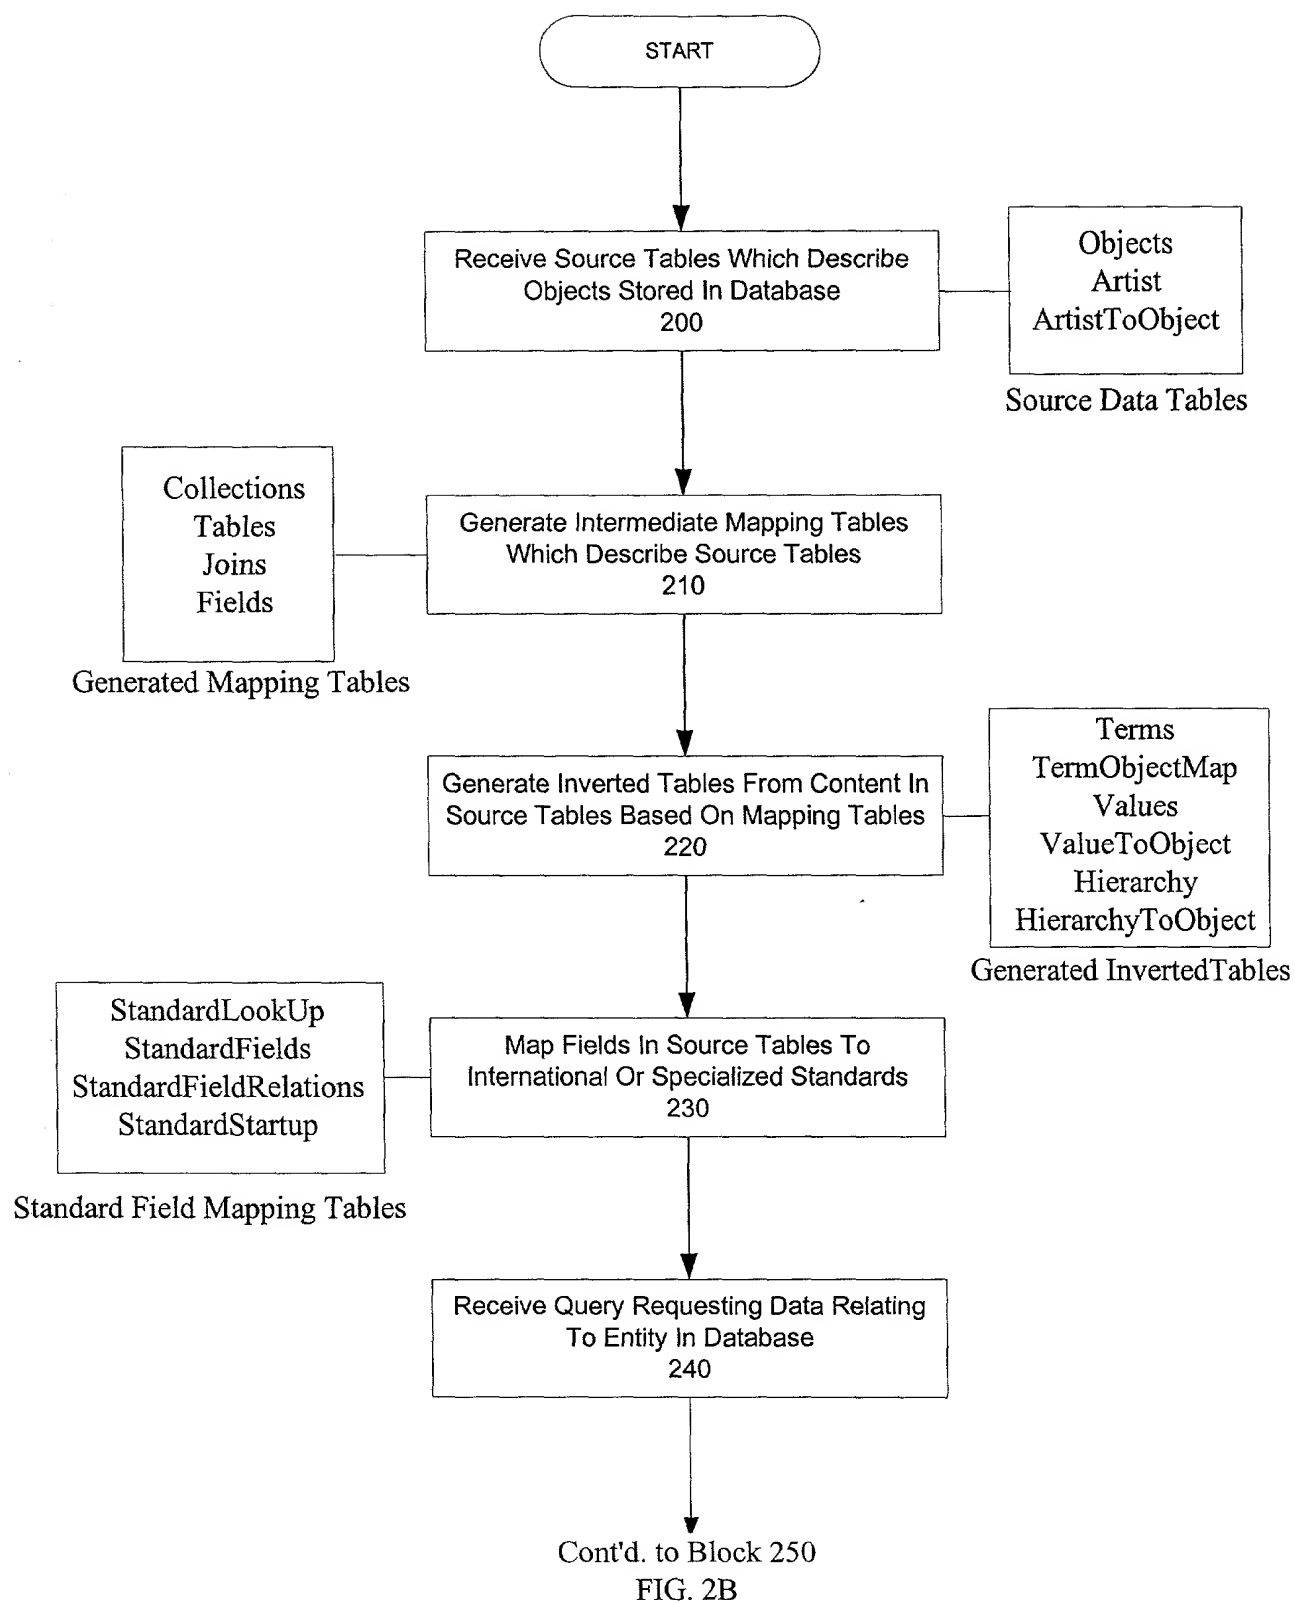 START
Receive Source Tables Which Describe
Objects Stored In Database
200
Objects
Artist
ArtistToObject
Source Data Tables
Collections
Tables
Joins
Fields
Generated Mapping Tables
Generate Intermediate Mapping Tables
Which Describe Source Tables
210
Generate Inverted Tables From Content In
Source Tables Based On Mapping Tables
220
Terms
TermObjectMap
Values
ValueToObject
Hierarchy
HierarchyToObject
Generated InvertedTables
StandardLookUp
StandardFields
StandardFieldRelations
StandardStartup
Standard Field Mapping Tables
Map Fields In Source Tables To
International Or Specialized Standards
230
Receive Query Requesting Data Relating
To Entity In Database
240
Cont'd. to Block 250
FIG. 2B